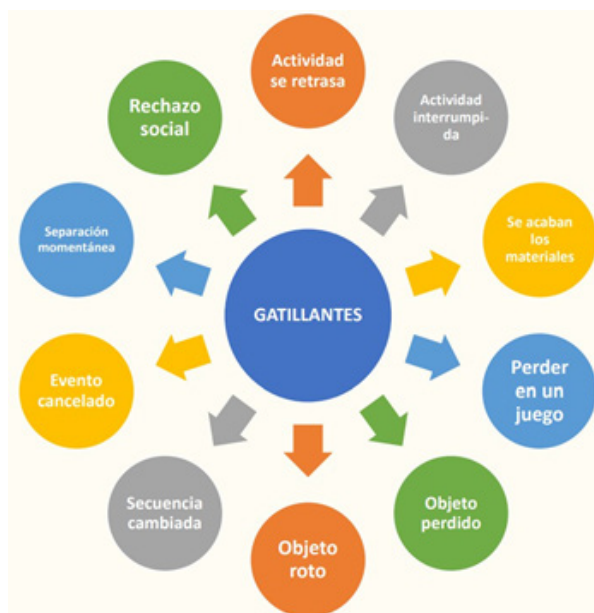 Actividad
se retrasa
Actividad
interrumpi-
da
Se acaban
los
materiales
Perder
en un
juego
Objeto
perdido
Objeto
roto
Secuencia
cambiada
Evento
cancelado
Separación
momentánea
Rechazo
social
GATILLANTES